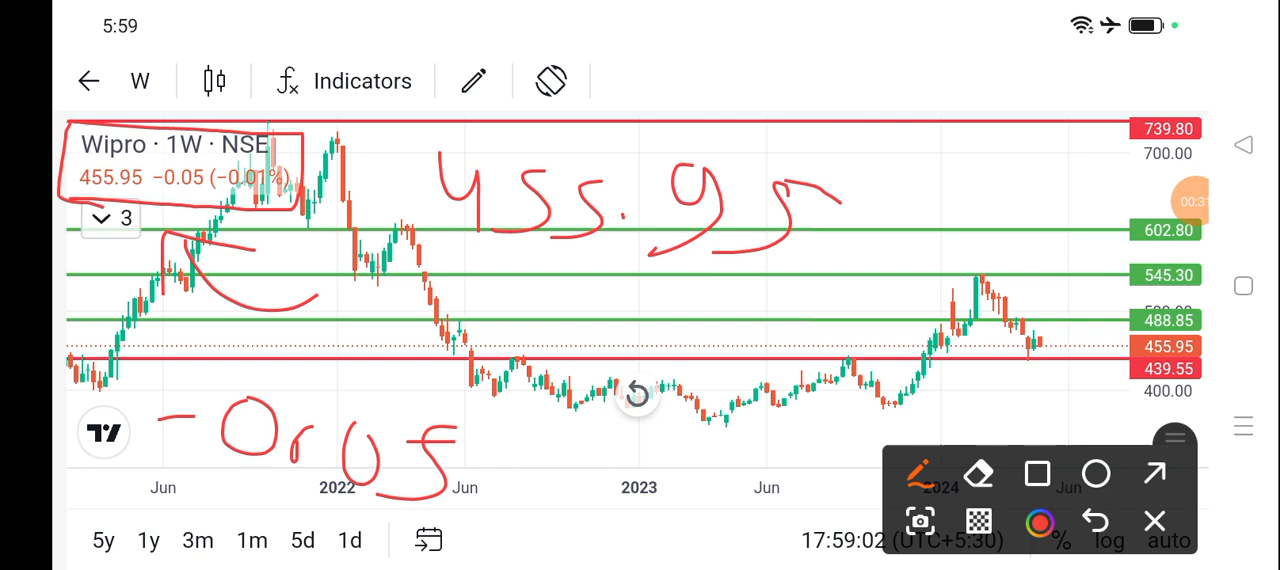 5:59
W
Indicators
Wipro · 1W · NSE
455.95 −0.05 (−0.01%)
3
455.95
-0.05
739.80
700.00
602.80
545.30
488.85
455.95
439.55
400.00
00:31
Jun 2022 Jun 2023 Jun 2024 Jun
5y 1y 3m 1m 5d 1d
17:59:02 (UTC+5:30) % log auto